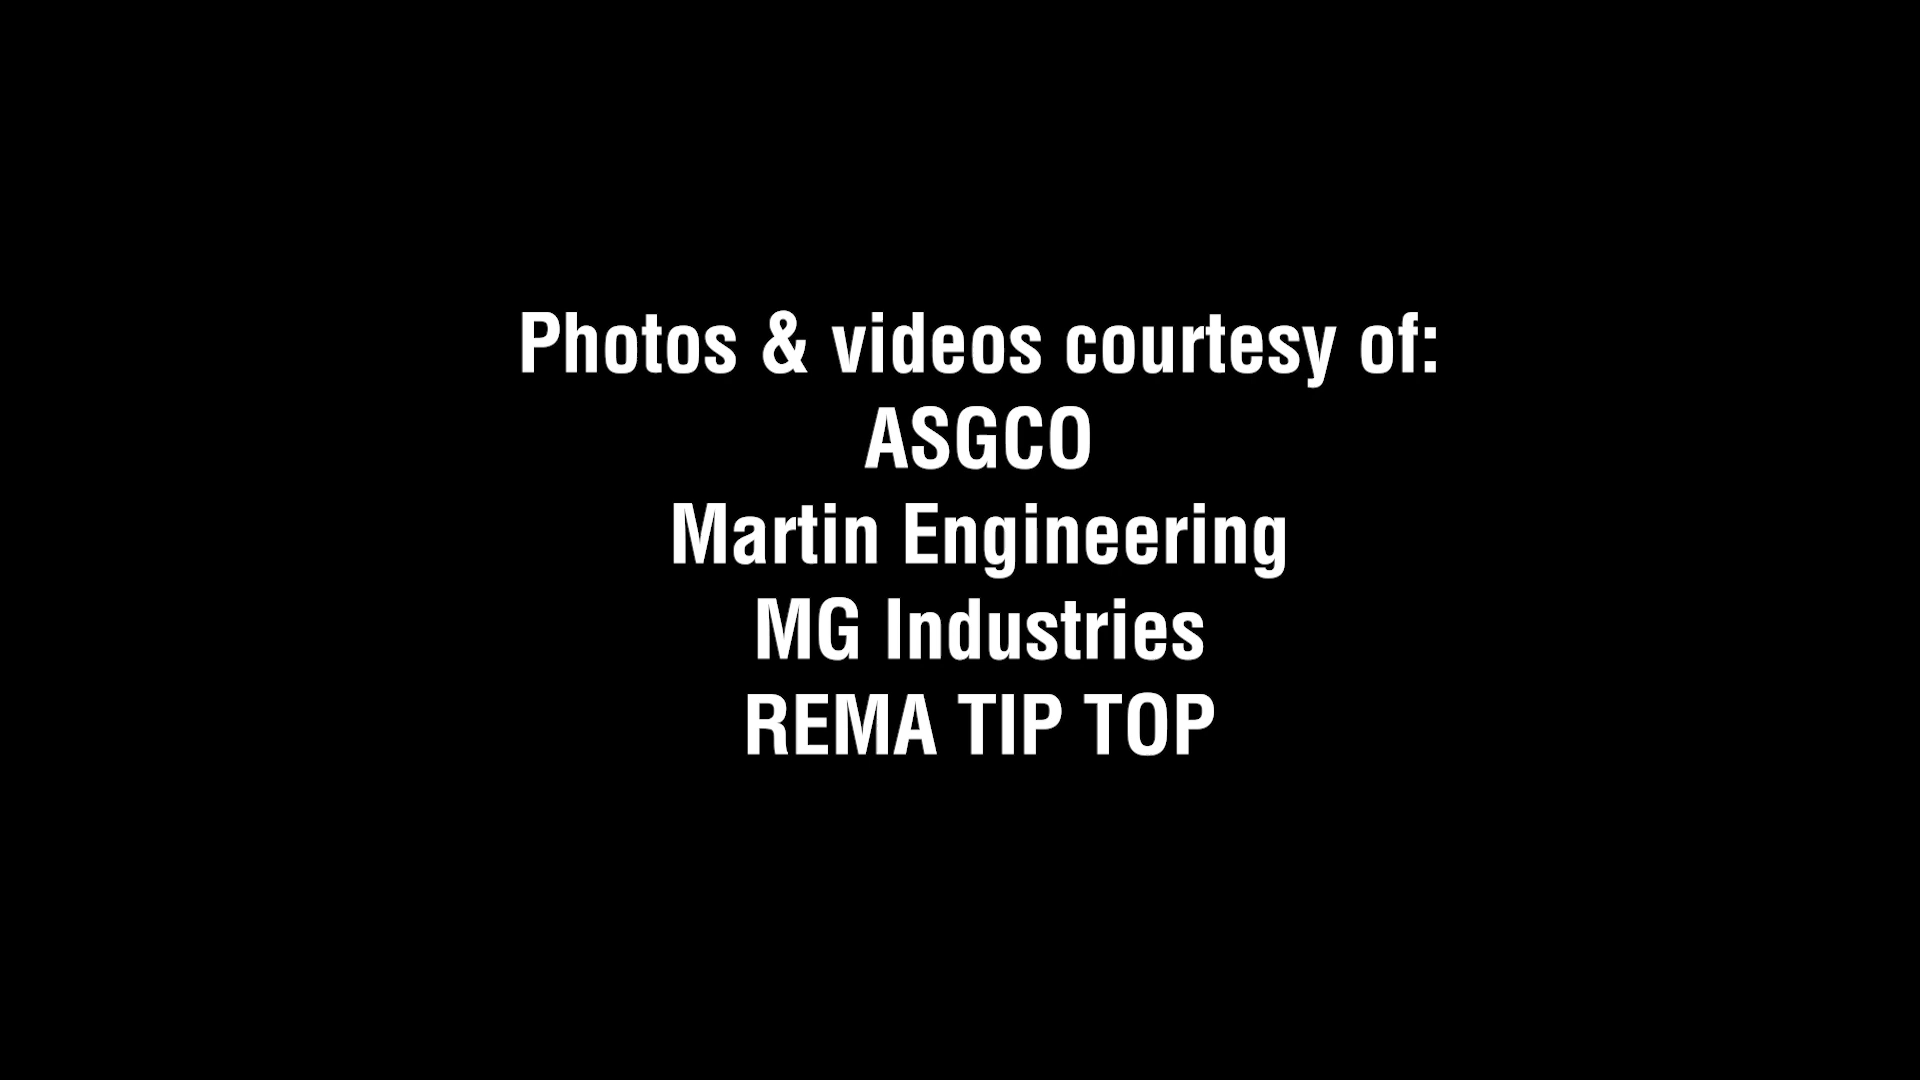 Photos & videos courtesy of:
ASGCO
Martin Engineering
MG Industries
REMA TIP TOP